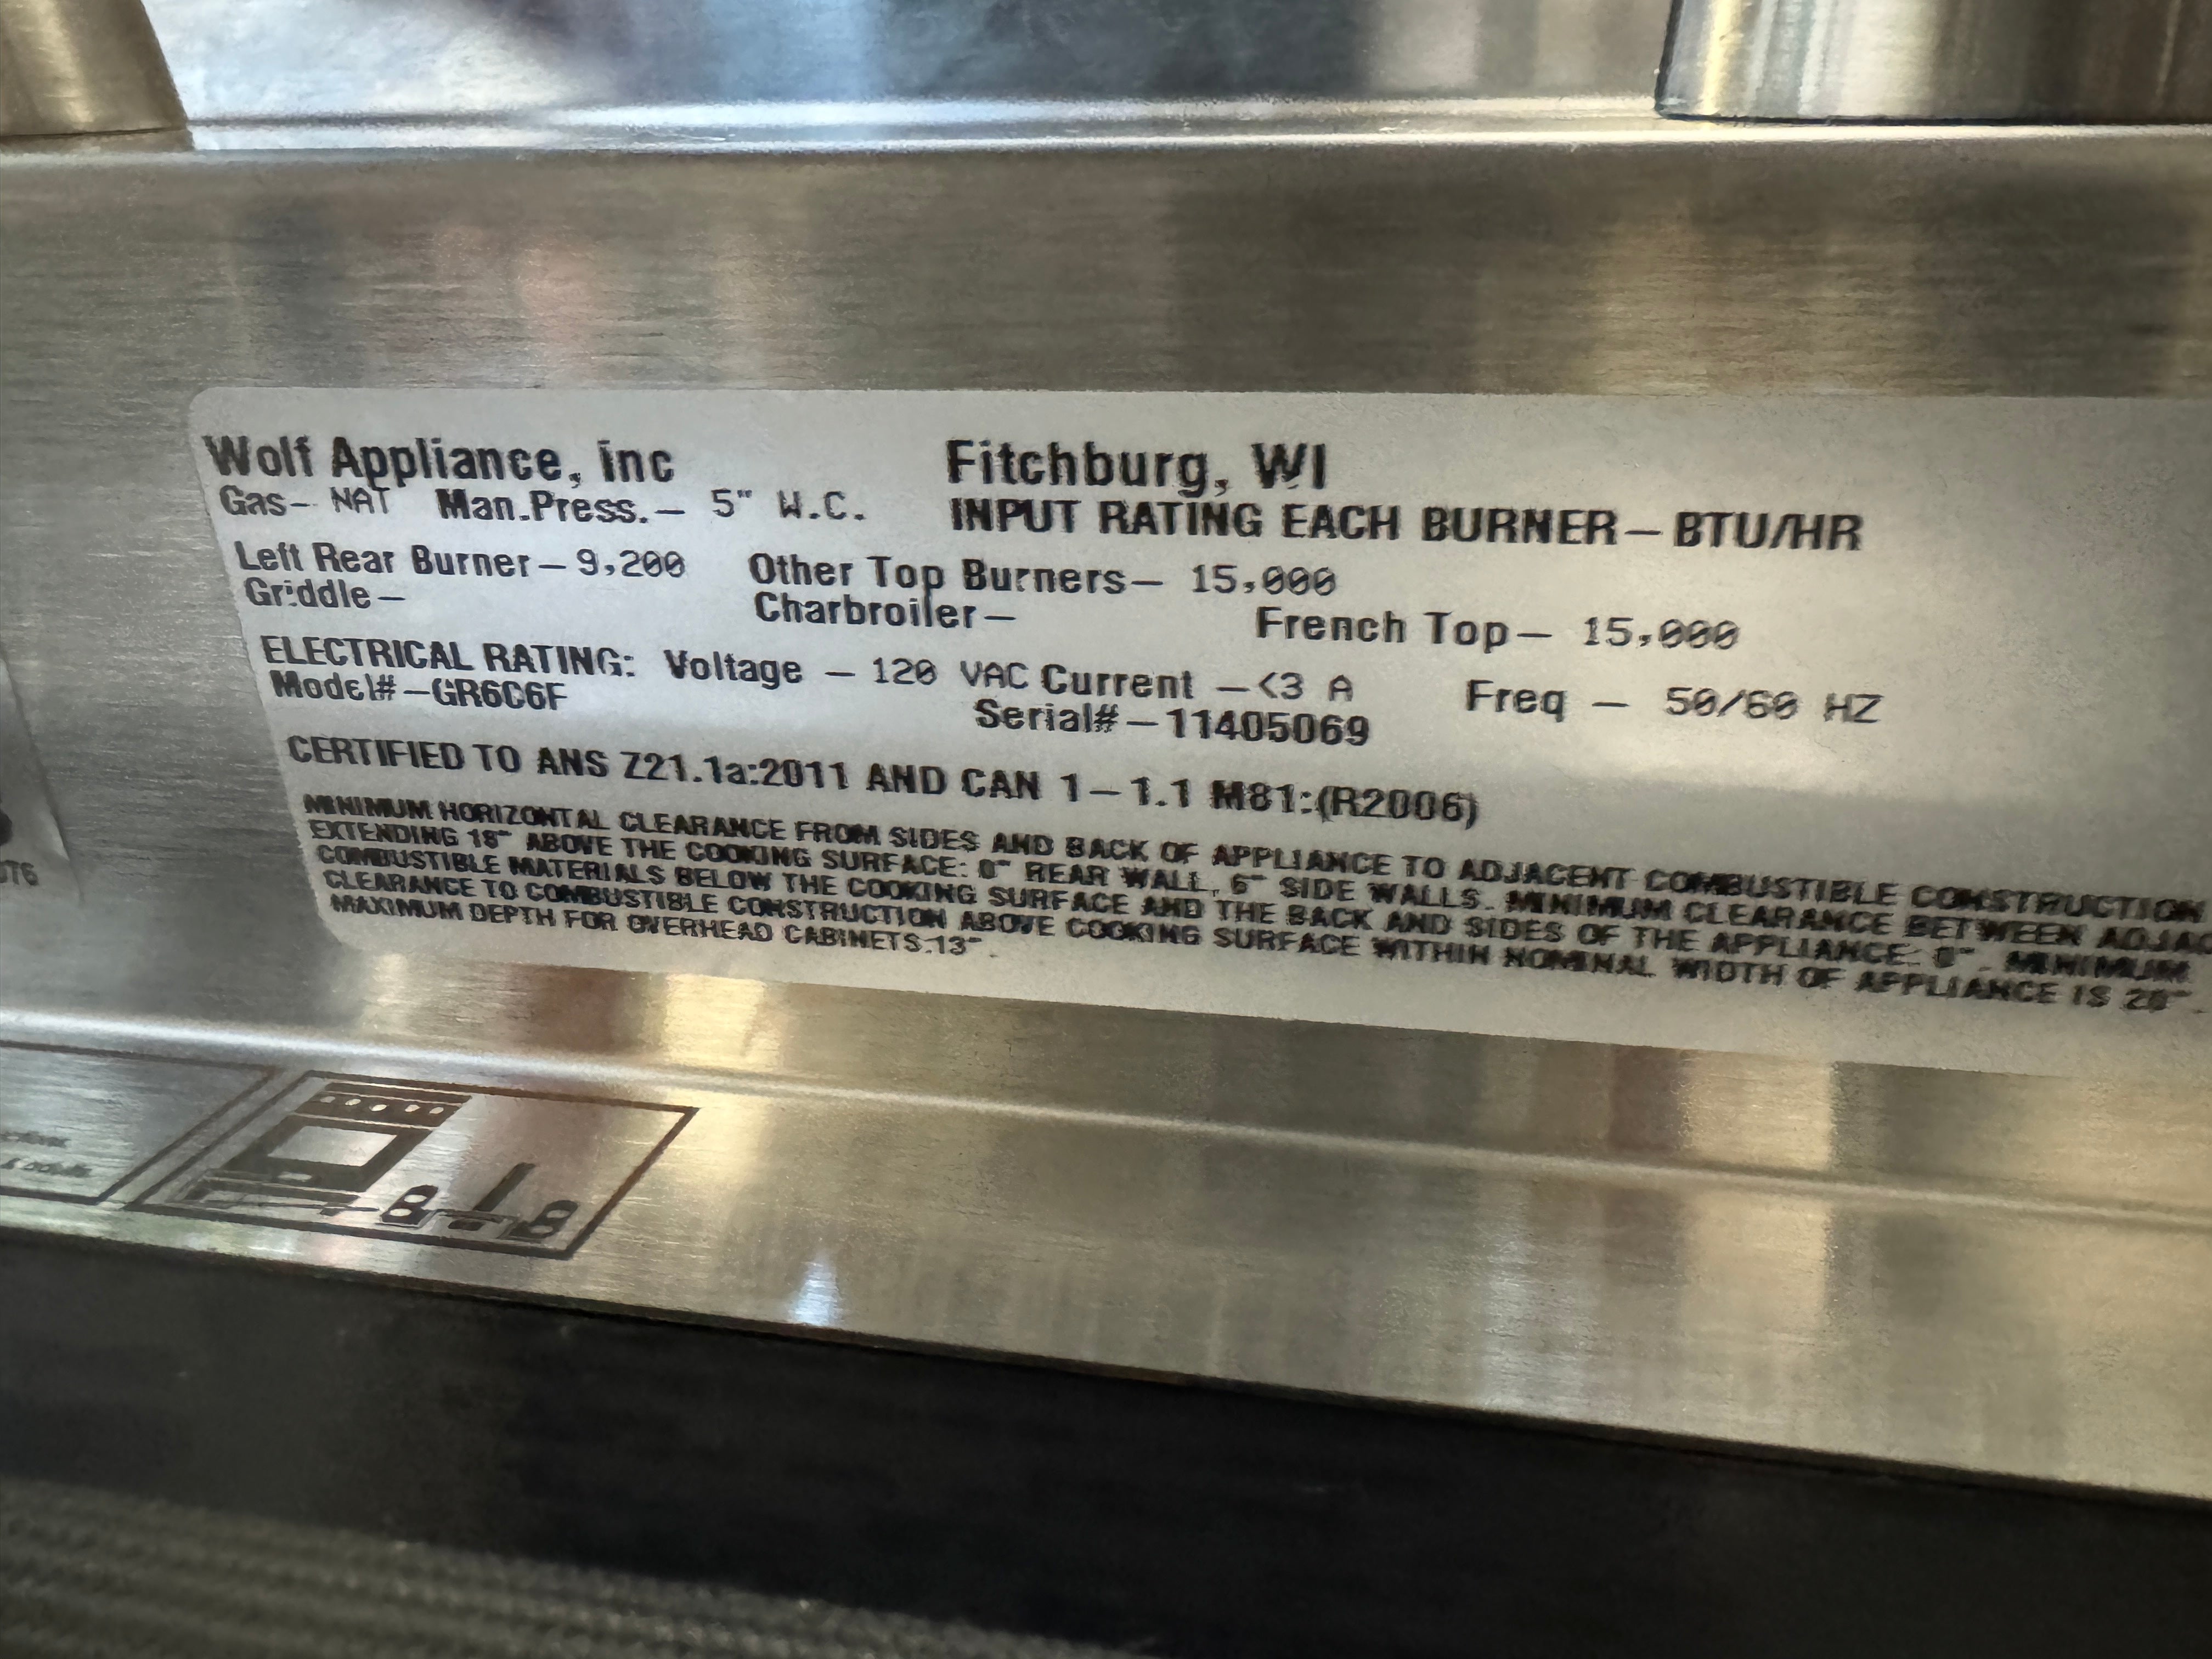 Wolf Appliance, Inc Fitchburg, WI
Gas- NAT Man.Press.- 5" W.C. INPUT RATING EACH BURNER-BTU/HR
Left Rear Burner-9,200 Other Top Burners- 15,000
Griddle- Charbroiler- French Top- 15,000
ELECTRICAL RATING: Voltage - 120 VAC Current -<3 A Freq - 50/60 HZ
Model#-GR6C6F Serial#-11405069
CERTIFIED TO ANS Z21.1a:2011 AND CAN 1-1.1 M81:(R2006)
MINIMUM HORIZONTAL CLEARANCE FROM SIDES AND BACK OF APPLIANCE TO ADJACENT COMBUSTIBLE CONSTRUCTION
EXTENDING 18" ABOVE THE COOKING SURFACE: 0" REAR WALL, 6" SIDE WALLS. MINIMUM CLEARANCE BETWEEN ADJAC
COMBUSTIBLE MATERIALS BELOW THE COOKING SURFACE AND THE BACK AND SIDES OF THE APPLIANCE: 0". MINIMUM
CLEARANCE TO COMBUSTIBLE CONSTRUCTION ABOVE COOKING SURFACE WITHIN NOMINAL WIDTH OF APPLIANCE IS
MAXIMUM DEPTH FOR OVERHEAD CABINETS:13".